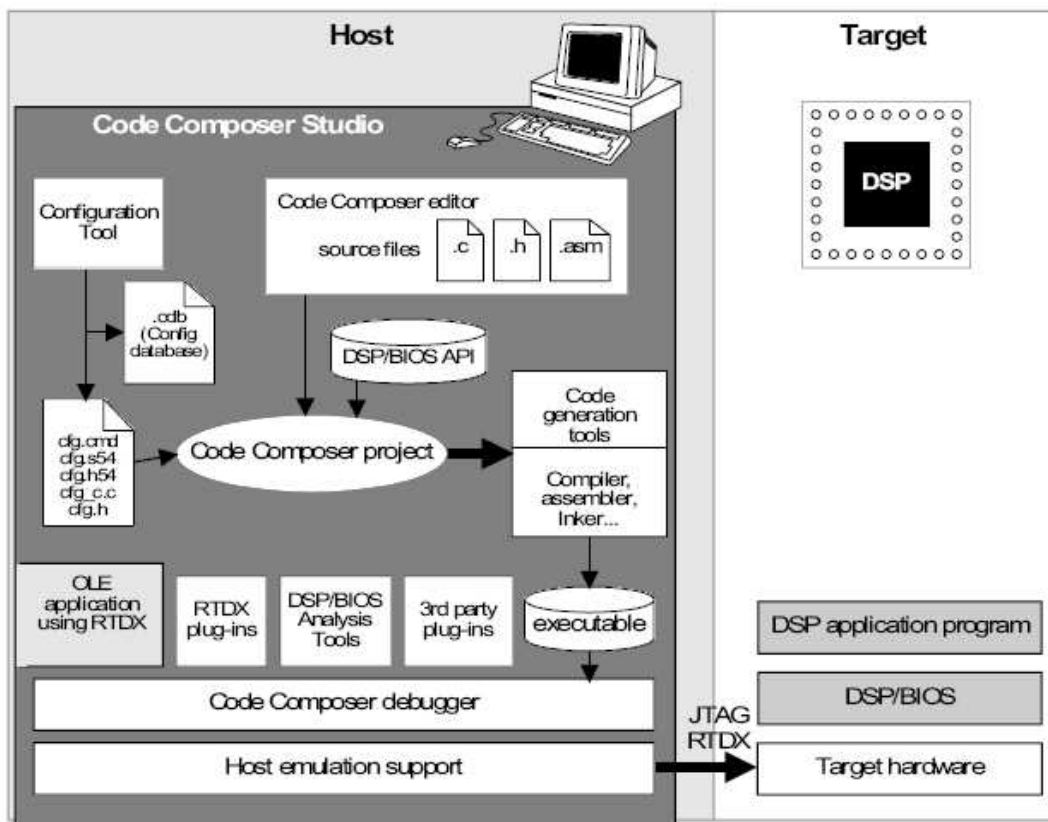 Host
Target
Code Composer Studio
DSP
Configuration
Tool
Code Composer editor
source files
.c
.h
.asm
.cdb
(Config
database)
DSP/BIOS API
Code
generation
tools
cfg.cmd
cfg.s54
cfg.h54
cfg_c.c
cfg.h
Code Composer project
Compiler,
assembler,
linker...
OLE
application
using RTDX
RTDX
plug-ins
DSP/BIOS
Analysis
Tools
3rd party
plug-ins
executable
DSP application program
Code Composer debugger
DSP/BIOS
JTAG
RTDX
Host emulation support
Target hardware